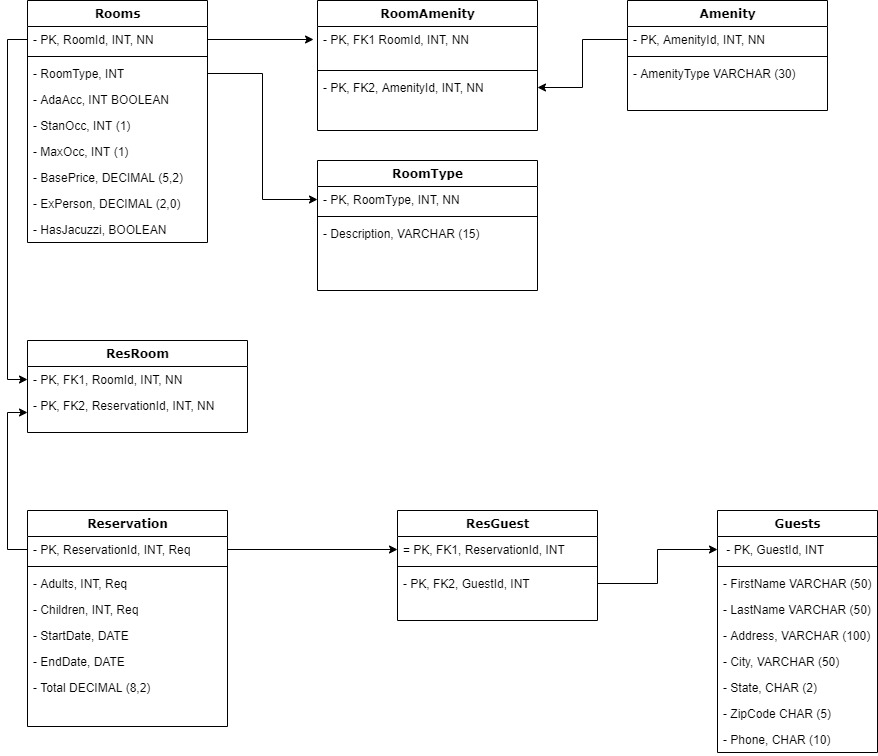 Rooms
- PK, RoomId, INT, NN
- RoomType, INT
- AdaAcc, INT BOOLEAN
- StanOcc, INT (1)
- MaxOcc, INT (1)
- BasePrice, DECIMAL (5,2)
- ExPerson, DECIMAL (2,0)
- HasJacuzzi, BOOLEAN
RoomAmenity
- PK, FK1 RoomId, INT, NN
- PK, FK2, AmenityId, INT, NN
Amenity
- PK, AmenityId, INT, NN
- AmenityType VARCHAR (30)
RoomType
- PK, RoomType, INT, NN
- Description, VARCHAR (15)
ResRoom
- PK, FK1, RoomId, INT, NN
- PK, FK2, ReservationId, INT, NN
Reservation
- PK, ReservationId, INT, Req
- Adults, INT, Req
- Children, INT, Req
- StartDate, DATE
- EndDate, DATE
- Total DECIMAL (8,2)
ResGuest
= PK, FK1, ReservationId, INT
- PK, FK2, GuestId, INT
Guests
- PK, GuestId, INT
- FirstName VARCHAR (50)
- LastName VARCHAR (50)
- Address, VARCHAR (100)
- City, VARCHAR (50)
- State, CHAR (2)
- ZipCode CHAR (5)
- Phone, CHAR (10)